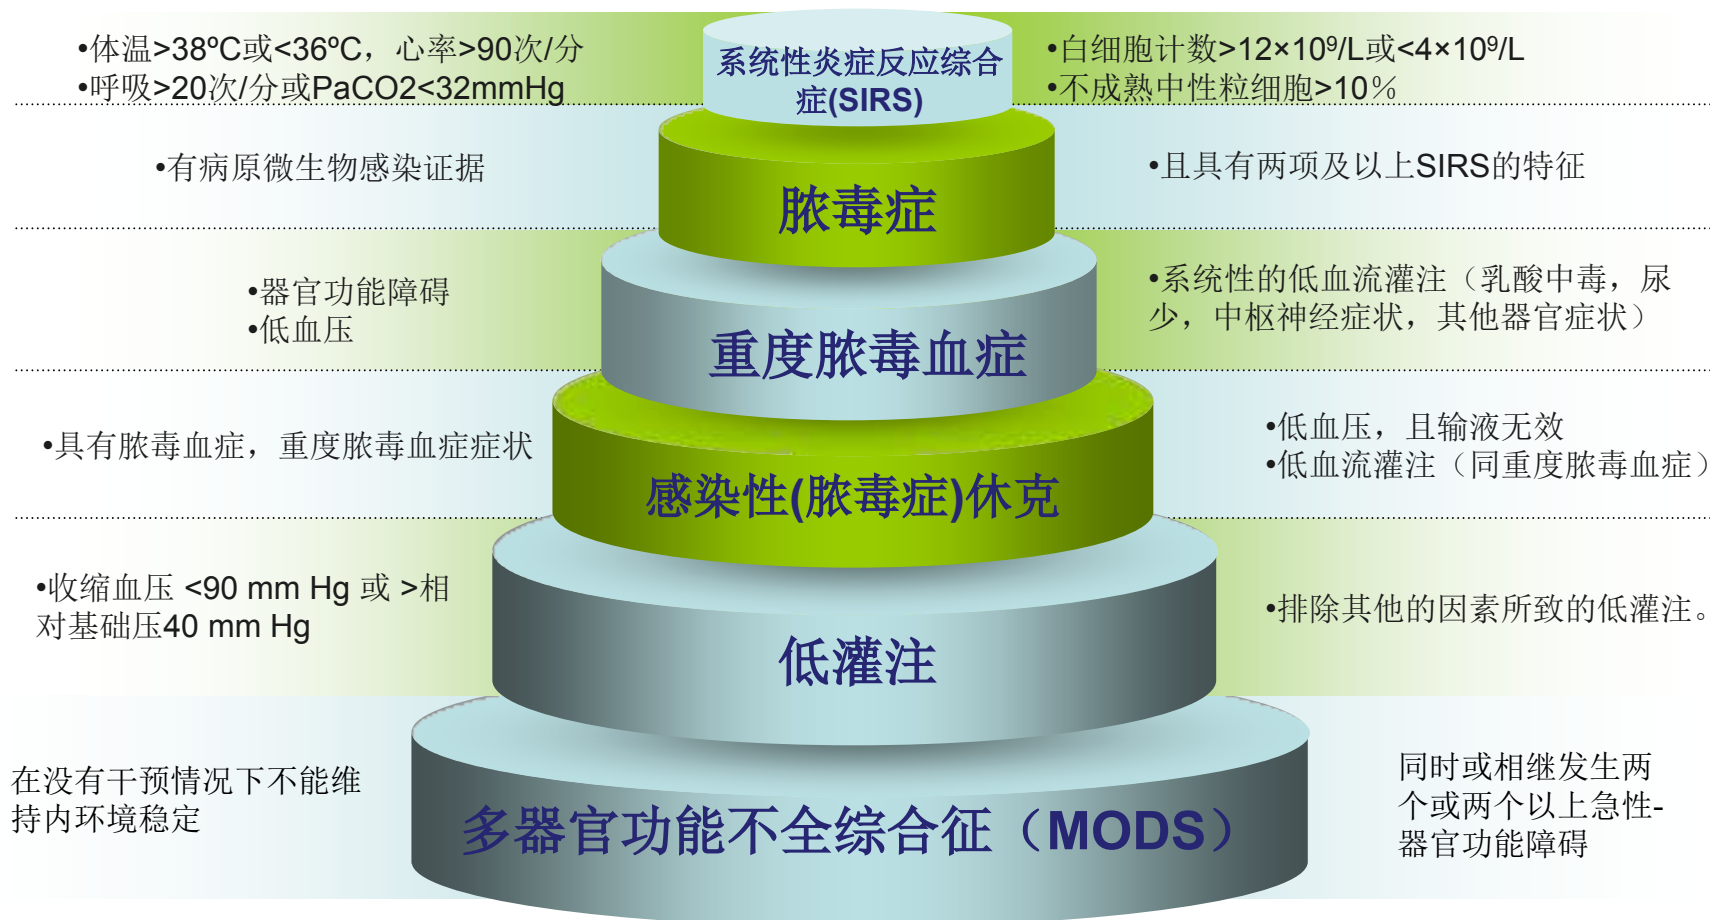 •体温>38ºC或<36ºC，心率>90次/分
•呼吸>20次/分或PaCO2<32mmHg
系统性炎症反应综合
症(SIRS)
•白细胞计数>12×10⁹/L或<4×10⁹/L
•不成熟中性粒细胞>10％
•有病原微生物感染证据
脓毒症
•且具有两项及以上SIRS的特征
•器官功能障碍
•低血压
重度脓毒血症
•系统性的低血流灌注（乳酸中毒，尿
少，中枢神经症状，其他器官症状）
•具有脓毒血症，重度脓毒血症症状
感染性(脓毒症)休克
•低血压，且输液无效
•低血流灌注（同重度脓毒血症）
•收缩血压 <90 mm Hg 或 >相
对基础压40 mm Hg
低灌注
•排除其他的因素所致的低灌注。
在没有干预情况下不能维
持内环境稳定
多器官功能不全综合征（MODS）
同时或相继发生两
个或两个以上急性-
器官功能障碍